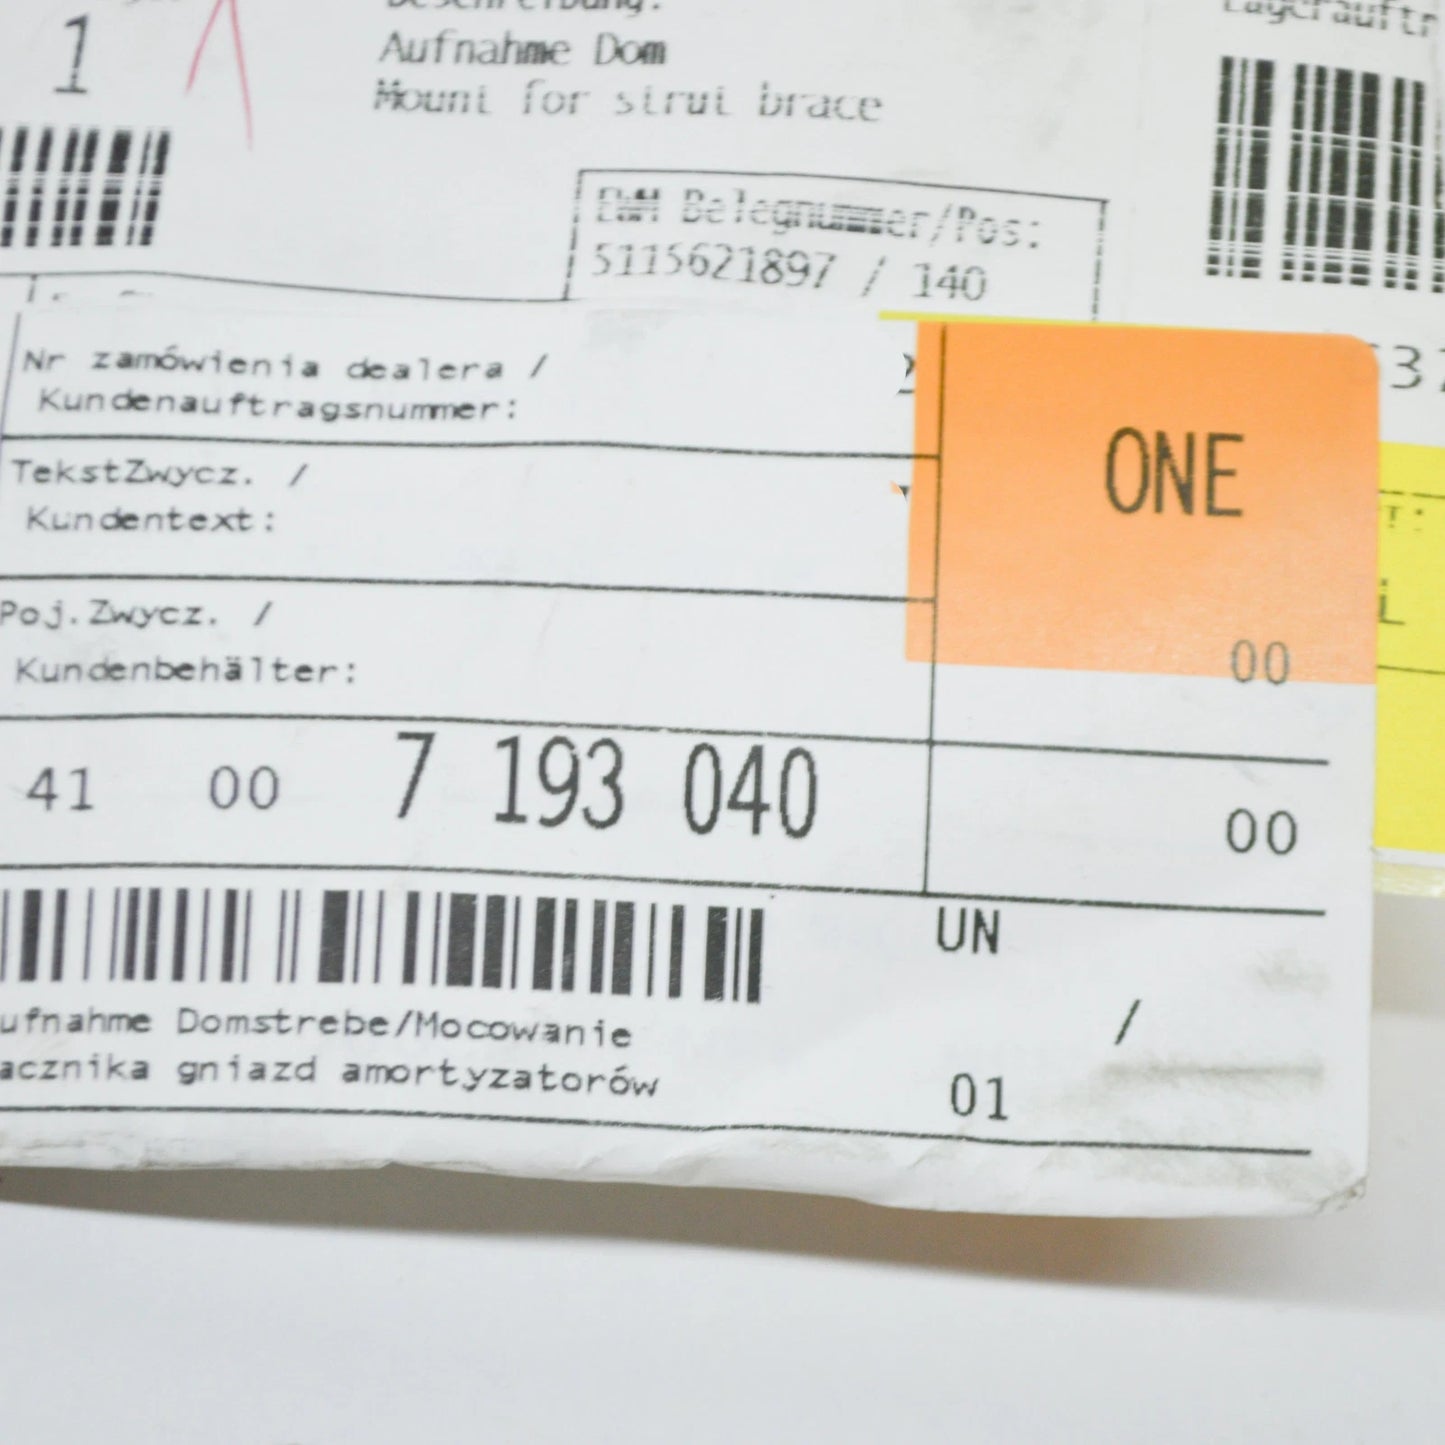 1
Aufnahme Dom
Mount for strut brace
EWM Belegnummer/Pos:
5115621897 / 140
Nr zamówienia dealera /
Kundenauftragsnummer:
TekstZwycz. /
Kundentext:
ONE
Poj.Zwycz. /
Kundenbehälter:
00
41 00 7 193 040
00
UN
ufnahme Domstrebe/Mocowanie
/
acznika gniazd amortyzatorów
01